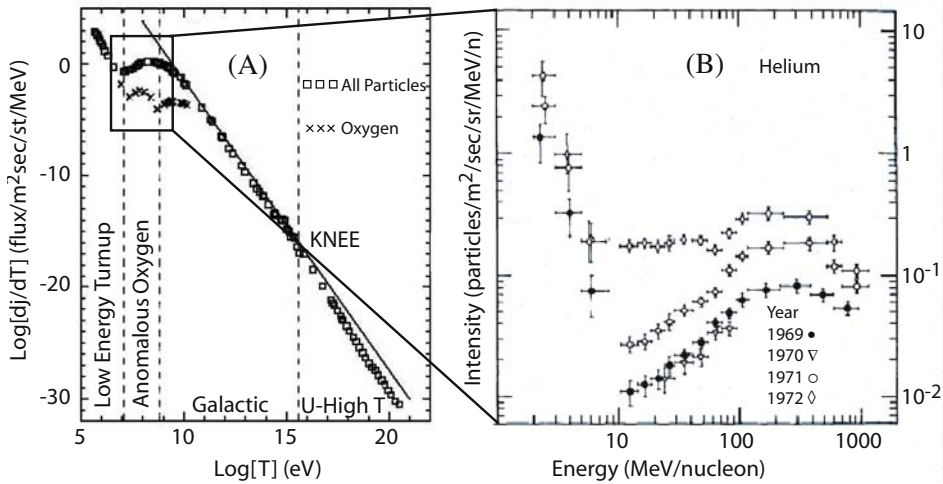 (A)
□□□ All Particles
××× Oxygen
KNEE
Low Energy Turnup
Anomalous Oxygen
Galactic
U-High T
Log[dj/dT] (flux/m²sec/st/MeV)
0
-10
-20
-30
5
10
15
20
Log[T] (eV)
(B)
Helium
Intensity (particles/m²/sec/sr/MeV/n)
10
1
10⁻¹
10⁻²
Year
1969 ●
1970 ▽
1971 ○
1972 ◊
10
100
1000
Energy (MeV/nucleon)